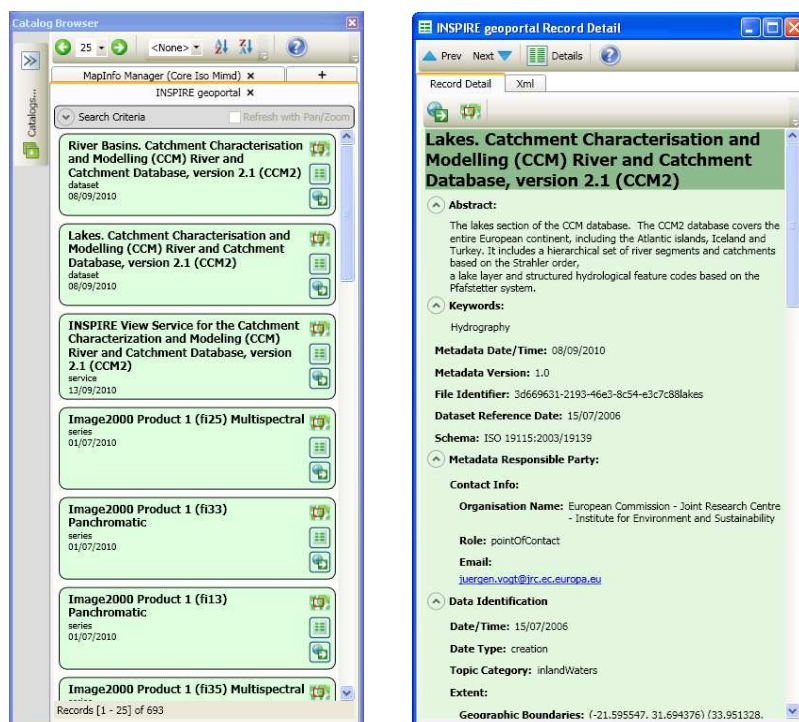 Catalog Browser
25
<None>
MapInfo Manager (Core Iso Mimd) x
+
INSPIRE geoportal x
Catalogs...
Search Criteria
Refresh with Pan/Zoom
River Basins. Catchment Characterisation
and Modelling (CCM) River and
Catchment Database, version 2.1 (CCM2)
dataset
08/09/2010
Lakes. Catchment Characterisation and
Modelling (CCM) River and Catchment
Database, version 2.1 (CCM2)
dataset
08/09/2010
INSPIRE View Service for the Catchment
Characterization and Modeling (CCM)
River and Catchment Database, version
2.1 (CCM2)
service
13/09/2010
Image2000 Product 1 (fi25) Multispectral
series
01/07/2010
Image2000 Product 1 (fi33)
Panchromatic
series
01/07/2010
Image2000 Product 1 (fi13)
Panchromatic
series
01/07/2010
Image2000 Product 1 (fi35) Multispectral
Records [1 - 25] of 693
INSPIRE geoportal Record Detail
Prev Next Details
Record Detail Xml
Lakes. Catchment Characterisation and
Modelling (CCM) River and Catchment
Database, version 2.1 (CCM2)
Abstract:
The lakes section of the CCM database. The CCM2 database covers the
entire European continent, including the Atlantic islands, Iceland and
Turkey. It includes a hierarchical set of river segments and catchments
based on the Strahler order,
a lake layer and structured hydrological feature codes based on the
Pfafstetter system.
Keywords:
Hydrography
Metadata Date/Time: 08/09/2010
Metadata Version: 1.0
File Identifier: 3d669631-2193-46e3-8c54-e3c7c88lakes
Dataset Reference Date: 15/07/2006
Schema: ISO 19115:2003/19139
Metadata Responsible Party:
Contact Info:
Organisation Name: European Commission - Joint Research Centre
- Institute for Environment and Sustainability
Role: pointOfContact
Email:
juergen.vogt@jrc.ec.europa.eu
Data Identification
Date/Time: 15/07/2006
Date Type: creation
Topic Category: inlandWaters
Extent:
Geographic Boundaries: (-21.595547, 31.694376) (33.951328,